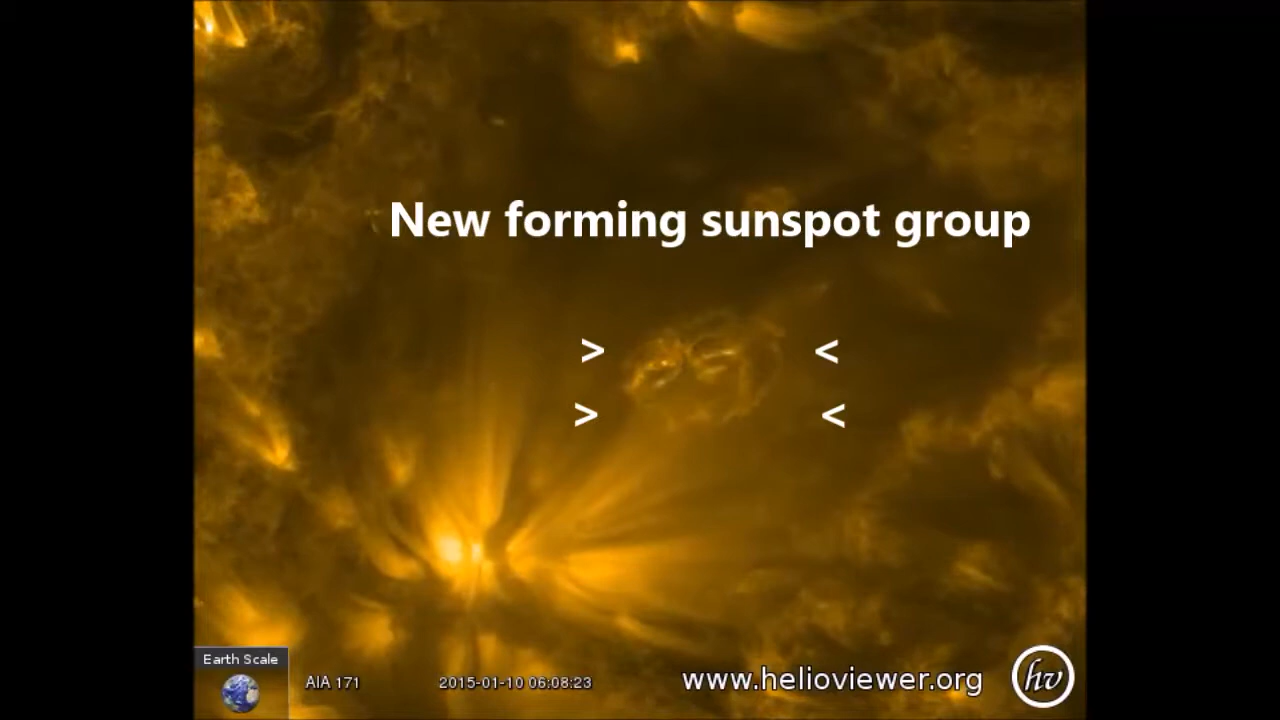 New forming sunspot group
> <
> <
Earth Scale
AIA 171
2015-01-10 06:08:23
www.helioviewer.org
hv